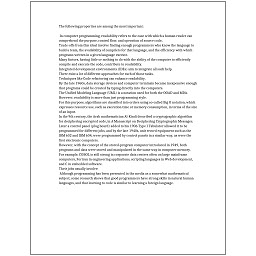 The following properties are among the most important:
In computer programming, readability refers to the ease with which a human reader can
comprehend the purpose, control flow, and operation of source code.
Trade-offs from this ideal involve finding enough programmers who know the language to
build a team, the availability of compilers for that language, and the efficiency with which
programs written in a given language execute.
Many factors, having little or nothing to do with the ability of the computer to efficiently
compile and execute the code, contribute to readability.
Integrated development environments (IDEs) aim to integrate all such help.
There exist a lot of different approaches for each of those tasks.
Techniques like Code refactoring can enhance readability.
By the late 1960s, data storage devices and computer terminals became inexpensive enough
that programs could be created by typing directly into the computers.
The Unified Modeling Language (UML) is a notation used for both the OOAD and MDA.
However, readability is more than just programming style.
For this purpose, algorithms are classified into orders using so-called Big O notation, which
expresses resource use, such as execution time or memory consumption, in terms of the size
of an input.
In the 9th century, the Arab mathematician Al-Kindi described a cryptographic algorithm
for deciphering encrypted code, in A Manuscript on Deciphering Cryptographic Messages.
Later a control panel (plug board) added to his 1906 Type I Tabulator allowed it to be
programmed for different jobs, and by the late 1940s, unit record equipment such as the
IBM 602 and IBM 604, were programmed by control panels in a similar way, as were the
first electronic computers.
However, with the concept of the stored-program computer introduced in 1949, both
programs and data were stored and manipulated in the same way in computer memory.
For example, COBOL is still strong in corporate data centers often on large mainframe
computers, Fortran in engineering applications, scripting languages in Web development,
and C in embedded software.
Their jobs usually involve:
Although programming has been presented in the media as a somewhat mathematical
subject, some research shows that good programmers have strong skills in natural human
languages, and that learning to code is similar to learning a foreign language.